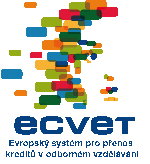 ecvet
Evropský systém pro přenos
kreditů v odborném vzdělávání